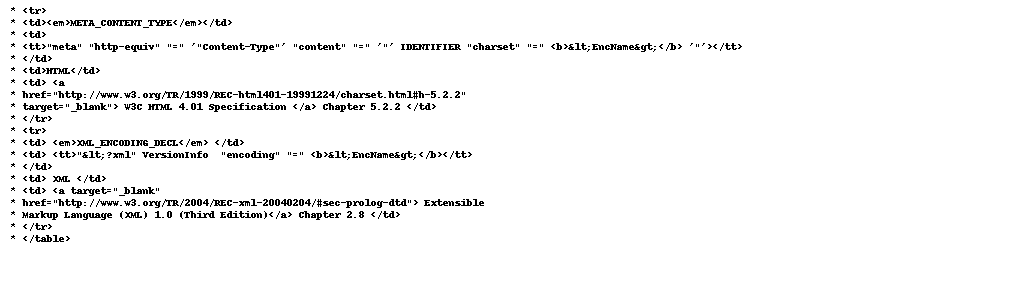 * <tr>
* <td><em>META_CONTENT_TYPE</em></td>
* <td>
* <tt>"meta" "http-equiv" "=" '"Content-Type"' "content" "=" '"' IDENTIFIER "charset" "=" <b>&lt;EncName&gt;</b> '"'></tt>
* </td>
* <td>HTML</td>
* <td> <a
* href="http://www.w3.org/TR/1999/REC-html401-19991224/charset.html#h-5.2.2"
* target="_blank"> W3C HTML 4.01 Specification </a> Chapter 5.2.2 </td>
* </tr>
* <tr>
* <td> <em>XML_ENCODING_DECL</em> </td>
* <td> <tt>"&lt;?xml" VersionInfo  "encoding" "=" <b>&lt;EncName&gt;</b></tt>
* </td>
* <td> XML </td>
* <td> <a target="_blank"
* href="http://www.w3.org/TR/2004/REC-xml-20040204/#sec-prolog-dtd"> Extensible
* Markup Language (XML) 1.0 (Third Edition)</a> Chapter 2.8 </td>
* </tr>
* </table>